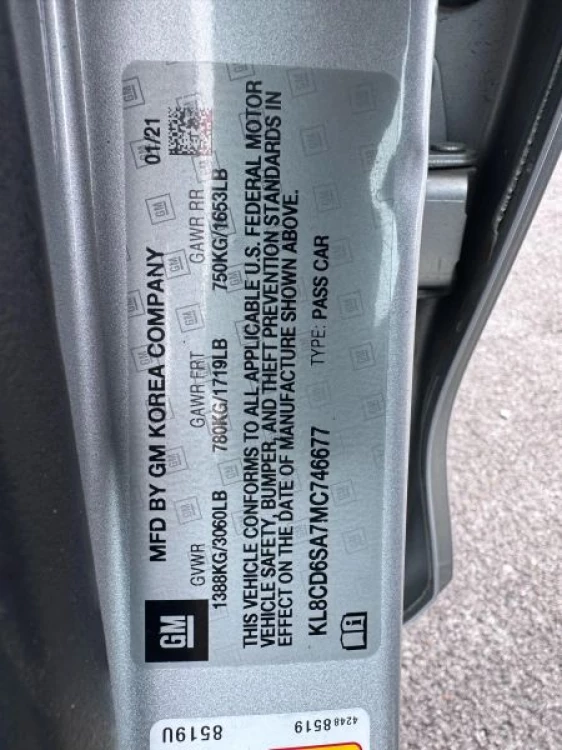 MFD BY GM KOREA COMPANY 01/21
GVWR GAWR FRT GAWR RR
1388KG/3060LB 780KG/1719LB 750KG/1653LB
THIS VEHICLE CONFORMS TO ALL APPLICABLE U.S. FEDERAL MOTOR
VEHICLE SAFETY, BUMPER, AND THEFT PREVENTION STANDARDS IN
EFFECT ON THE DATE OF MANUFACTURE SHOWN ABOVE.
KL8CD6SA7MC746677 TYPE: PASS CAR
GM
42488519
8519U